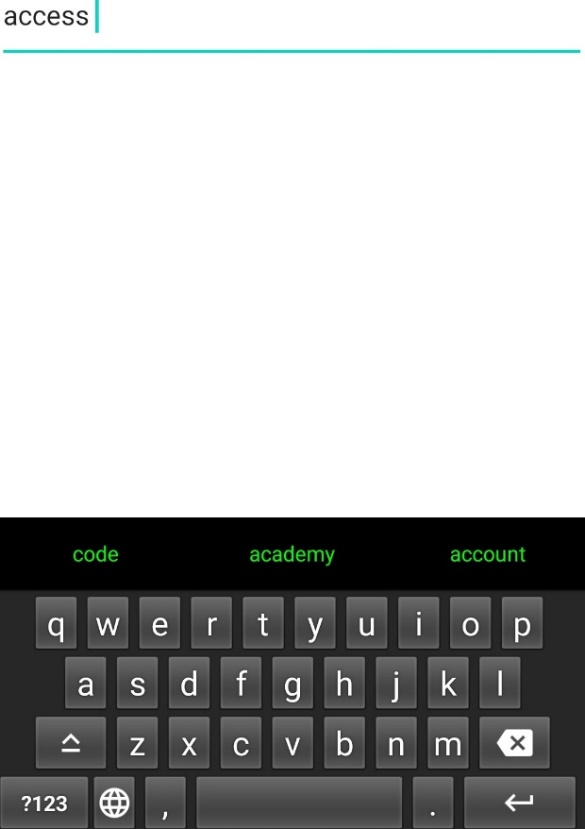 access
code academy account
q w e r t y u i o p
a s d f g h j k l
z x c v b n m
?123 , .